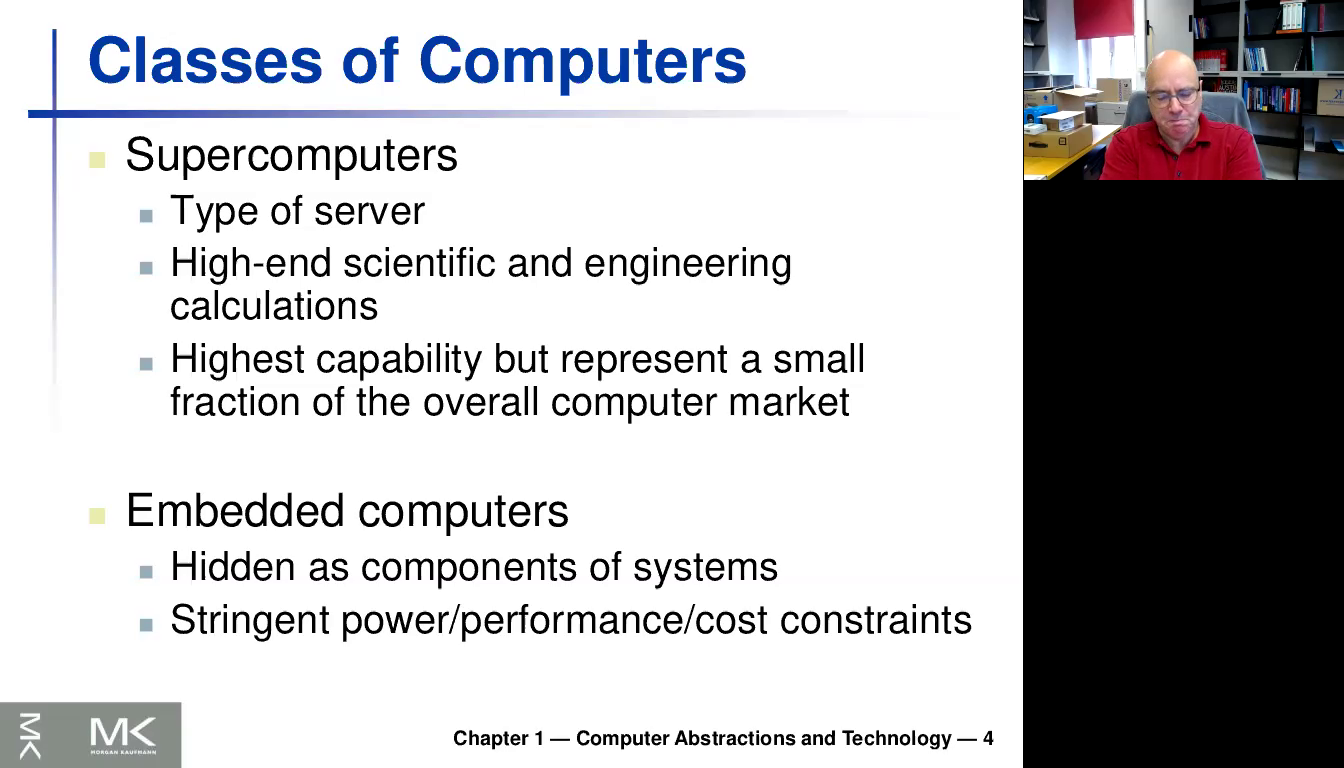 Classes of Computers
Supercomputers
Type of server
High-end scientific and engineering
calculations
Highest capability but represent a small
fraction of the overall computer market
Embedded computers
Hidden as components of systems
Stringent power/performance/cost constraints
MK
MK
MORGAN KAUFMANN
Chapter 1 — Computer Abstractions and Technology — 4